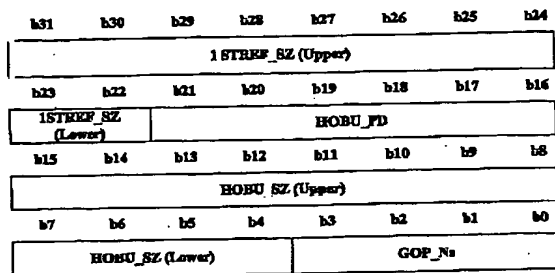 b31 b30 b29 b28 b27 b26 b25 b24
1 STREF_SZ (Upper)
b23 b22 b21 b20 b19 b18 b17 b16
1STREF_SZ (Lower) HOBU_PD
b15 b14 b13 b12 b11 b10 b9 b8
HOBU_SZ (Upper)
b7 b6 b5 b4 b3 b2 b1 b0
HOBU_SZ (Lower) GOP_Ns